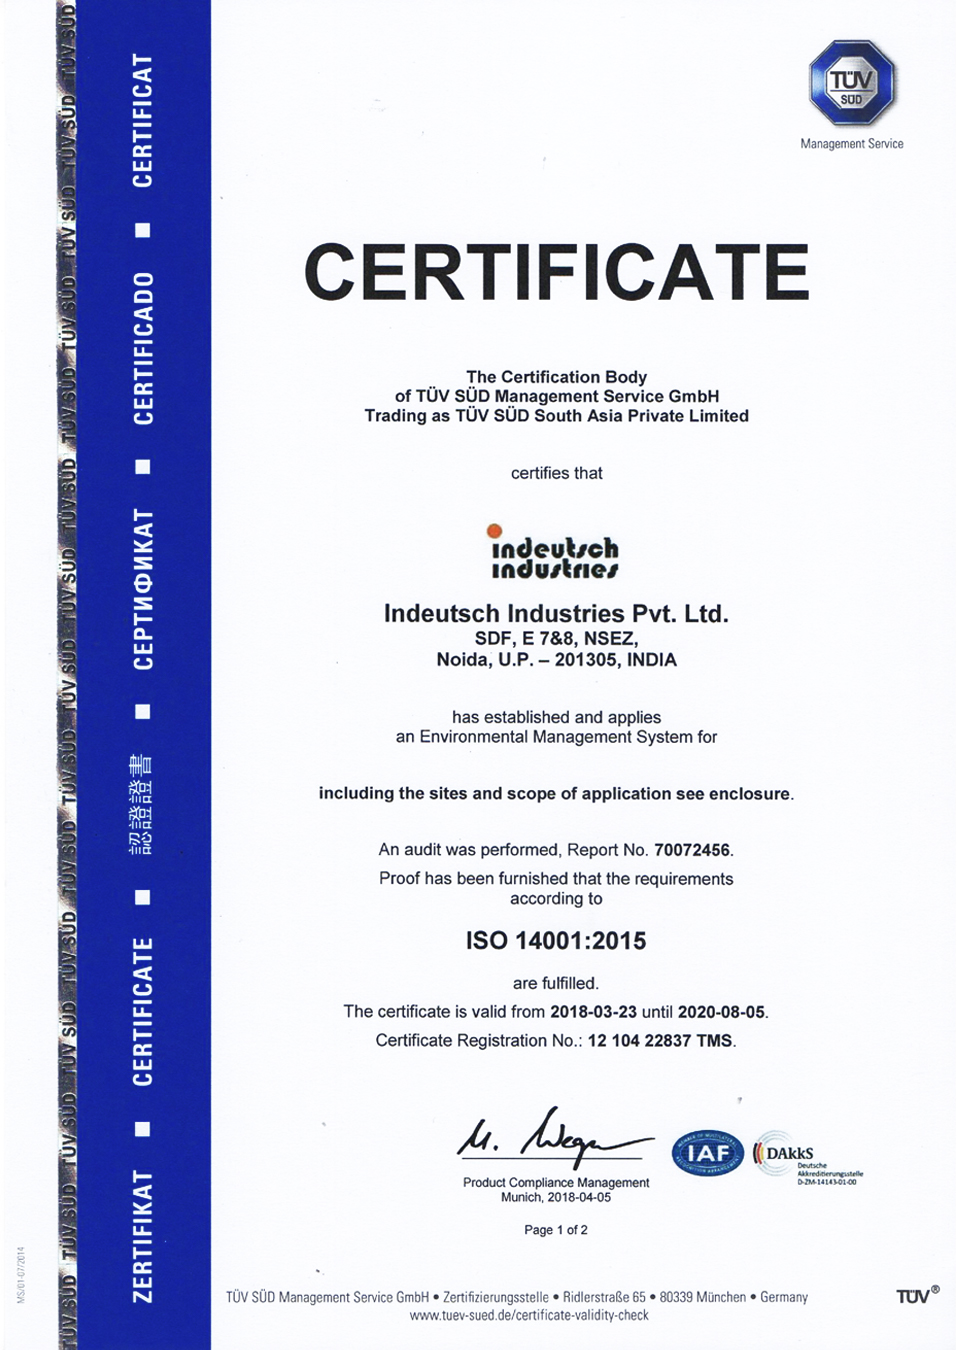 TÜV
SÜD
Management Service
CERTIFICATE
The Certification Body
of TÜV SÜD Management Service GmbH
Trading as TÜV SÜD South Asia Private Limited
certifies that
indeutsch
industries
Indeutsch Industries Pvt. Ltd.
SDF, E 7&8, NSEZ,
Noida, U.P. – 201305, INDIA
has established and applies
an Environmental Management System for
including the sites and scope of application see enclosure.
An audit was performed, Report No. 70072456.
Proof has been furnished that the requirements
according to
ISO 14001:2015
are fulfilled.
The certificate is valid from 2018-03-23 until 2020-08-05.
Certificate Registration No.: 12 104 22837 TMS.
M. Wegner
IAF
DAkkS
Deutsche
Akkreditierungsstelle
D-ZM-14143-01-00
Product Compliance Management
Munich, 2018-04-05
Page 1 of 2
TÜV SÜD Management Service GmbH • Zertifizierungsstelle • Ridlerstraße 65 • 80339 München • Germany
www.tuev-sued.de/certificate-validity-check
TÜV®
ZERTIFIKAT ■ CERTIFICATE ■ 認證證書 ■ СЕРТИФИКАТ ■ CERTIFICADO ■ CERTIFICAT
TÜV SÜD TÜV SÜD TÜV SÜD TÜV SÜD TÜV SÜD TÜV SÜD TÜV SÜD TÜV SÜD TÜV SÜD TÜV SÜD TÜV SÜD TÜV SÜD TÜV SÜD TÜV SÜD TÜV SÜD
MS/01-07/2014